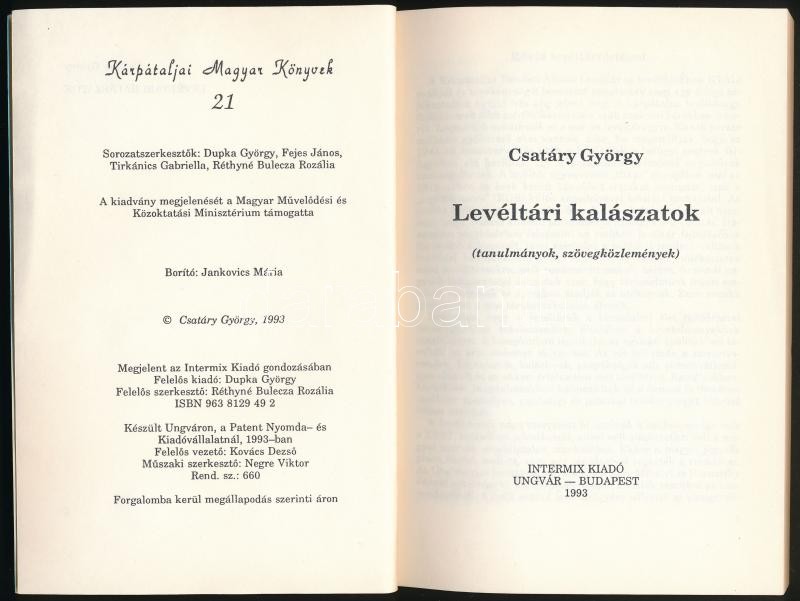 Kárpátaljai Magyar Könyvek
21
Sorozatszerkesztők: Dupka György, Fejes János,
Tirkánics Gabriella, Réthyné Bulecza Rozália
A kiadvány megjelenését a Magyar Művelődési és
Közoktatási Minisztérium támogatta
Borító: Jankovics Mária
© Csatáry György, 1993
Megjelent az Intermix Kiadó gondozásában
Felelős kiadó: Dupka György
Felelős szerkesztő: Réthyné Bulecza Rozália
ISBN 963 8129 49 2
Készült Ungváron, a Patent Nyomda– és
Kiadóvállalatnál, 1993–ban
Felelős vezető: Kovács Dezső
Műszaki szerkesztő: Negre Viktor
Rend. sz.: 660
Forgalomba kerül megállapodás szerinti áron
Csatáry György
Levéltári kalászatok
(tanulmányok, szövegközlemények)
INTERMIX KIADÓ
UNGVÁR — BUDAPEST
1993